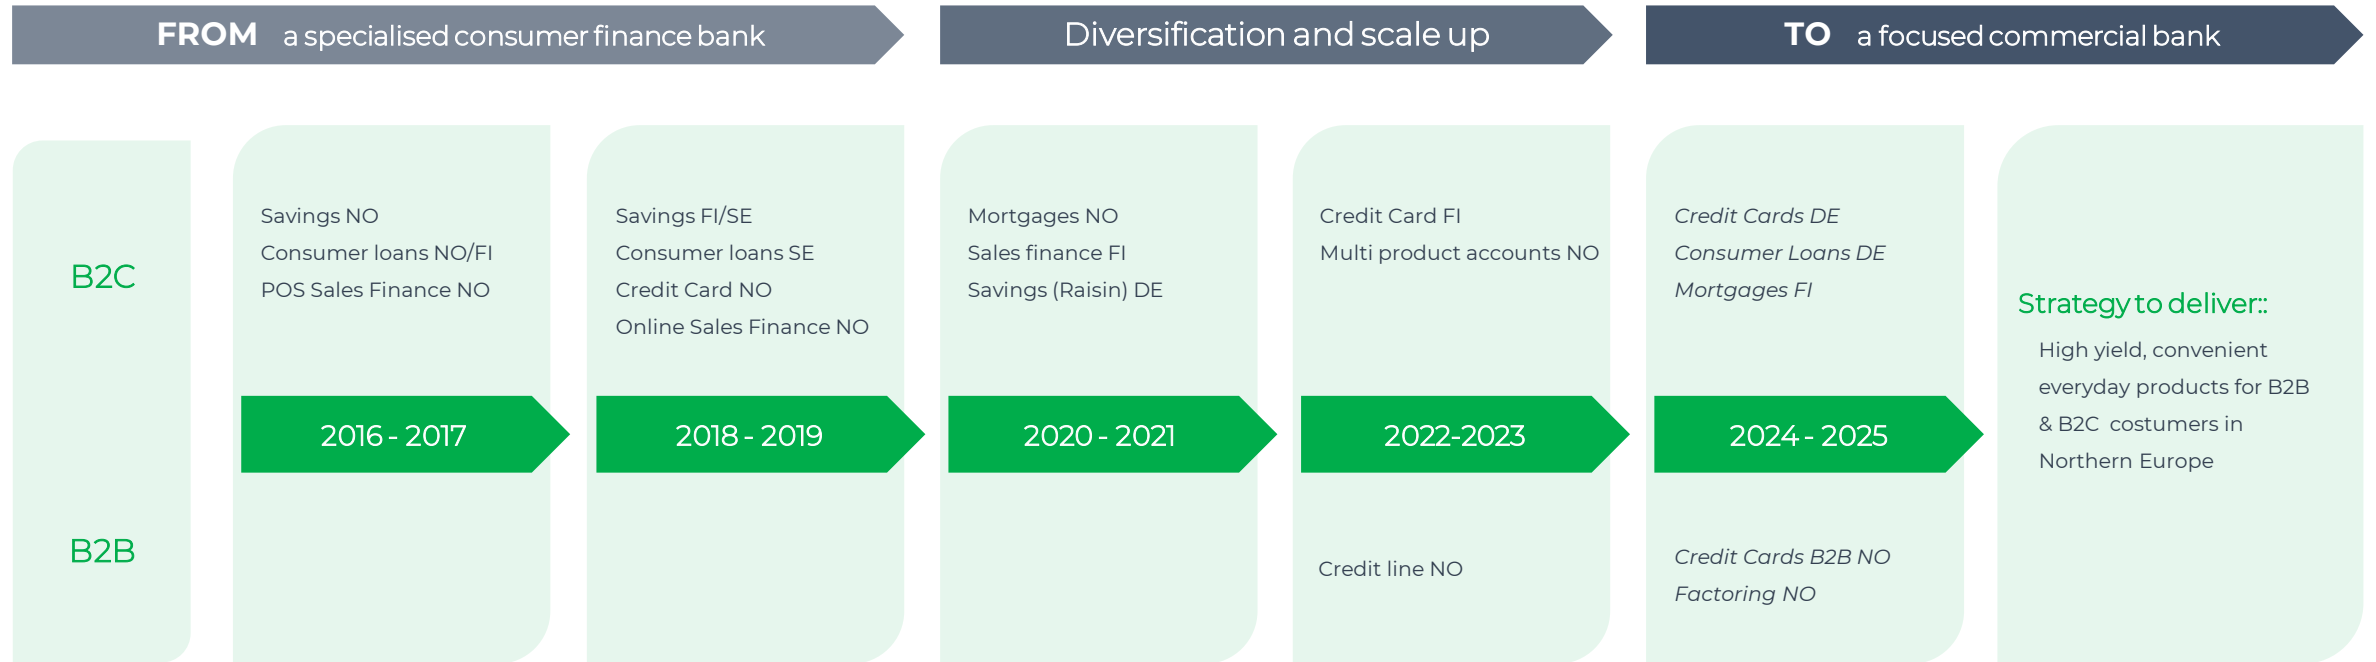 FROM a specialised consumer finance bank
Diversification and scale up
TO a focused commercial bank
B2C
Savings NO
Consumer loans NO/FI
POS Sales Finance NO
Savings FI/SE
Consumer loans SE
Credit Card NO
Online Sales Finance NO
Mortgages NO
Sales finance FI
Savings (Raisin) DE
Credit Card FI
Multi product accounts NO
Credit Cards DE
Consumer Loans DE
Mortgages FI
2016 - 2017
2018 - 2019
2020 - 2021
2022-2023
2024 - 2025
B2B
Credit line NO
Credit Cards B2B NO
Factoring NO
Strategy to deliver::
High yield, convenient
everyday products for B2B
& B2C costumers in
Northern Europe